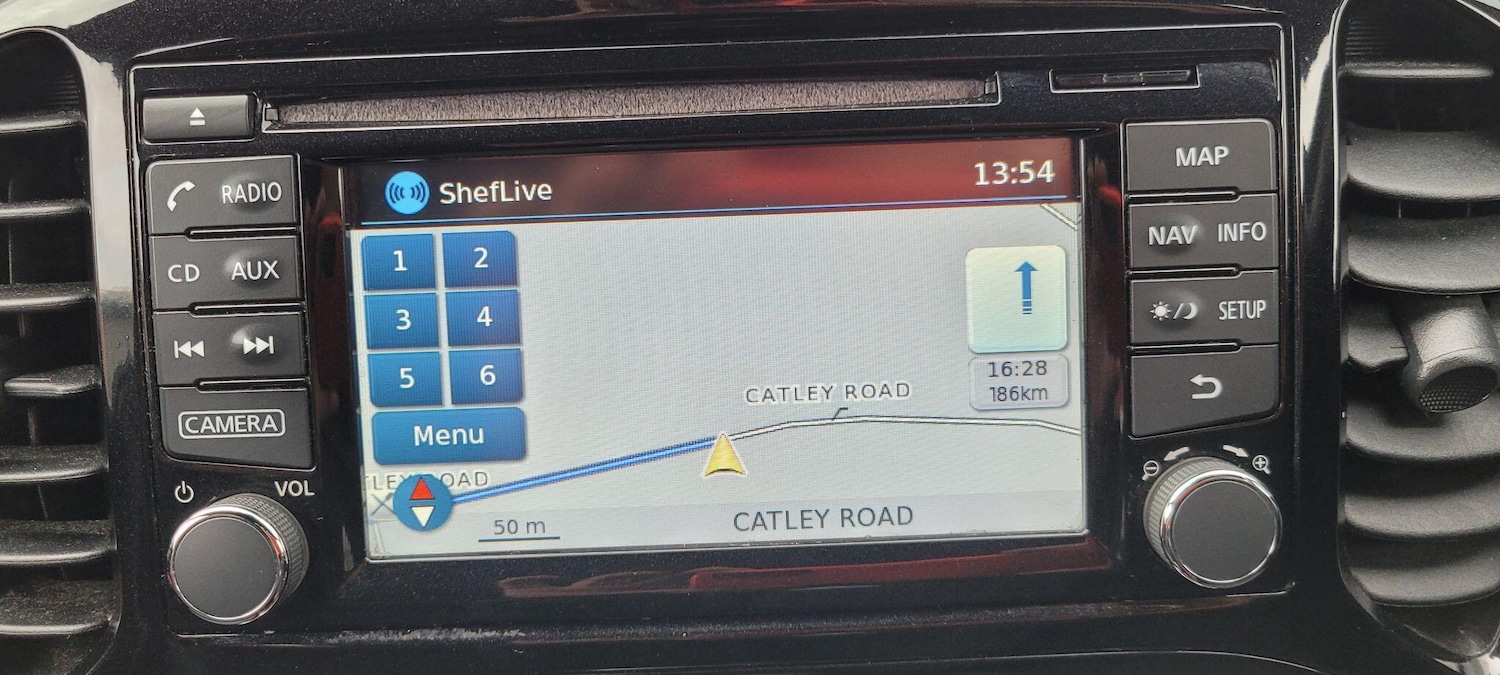 MAP
RADIO
ShefLive
13:54
NAV INFO
CD AUX
1 2
3 4
5 6
Menu
SETUP
16:28
186km
CATLEY ROAD
CAMERA
OAD
VOL
50 m
CATLEY ROAD